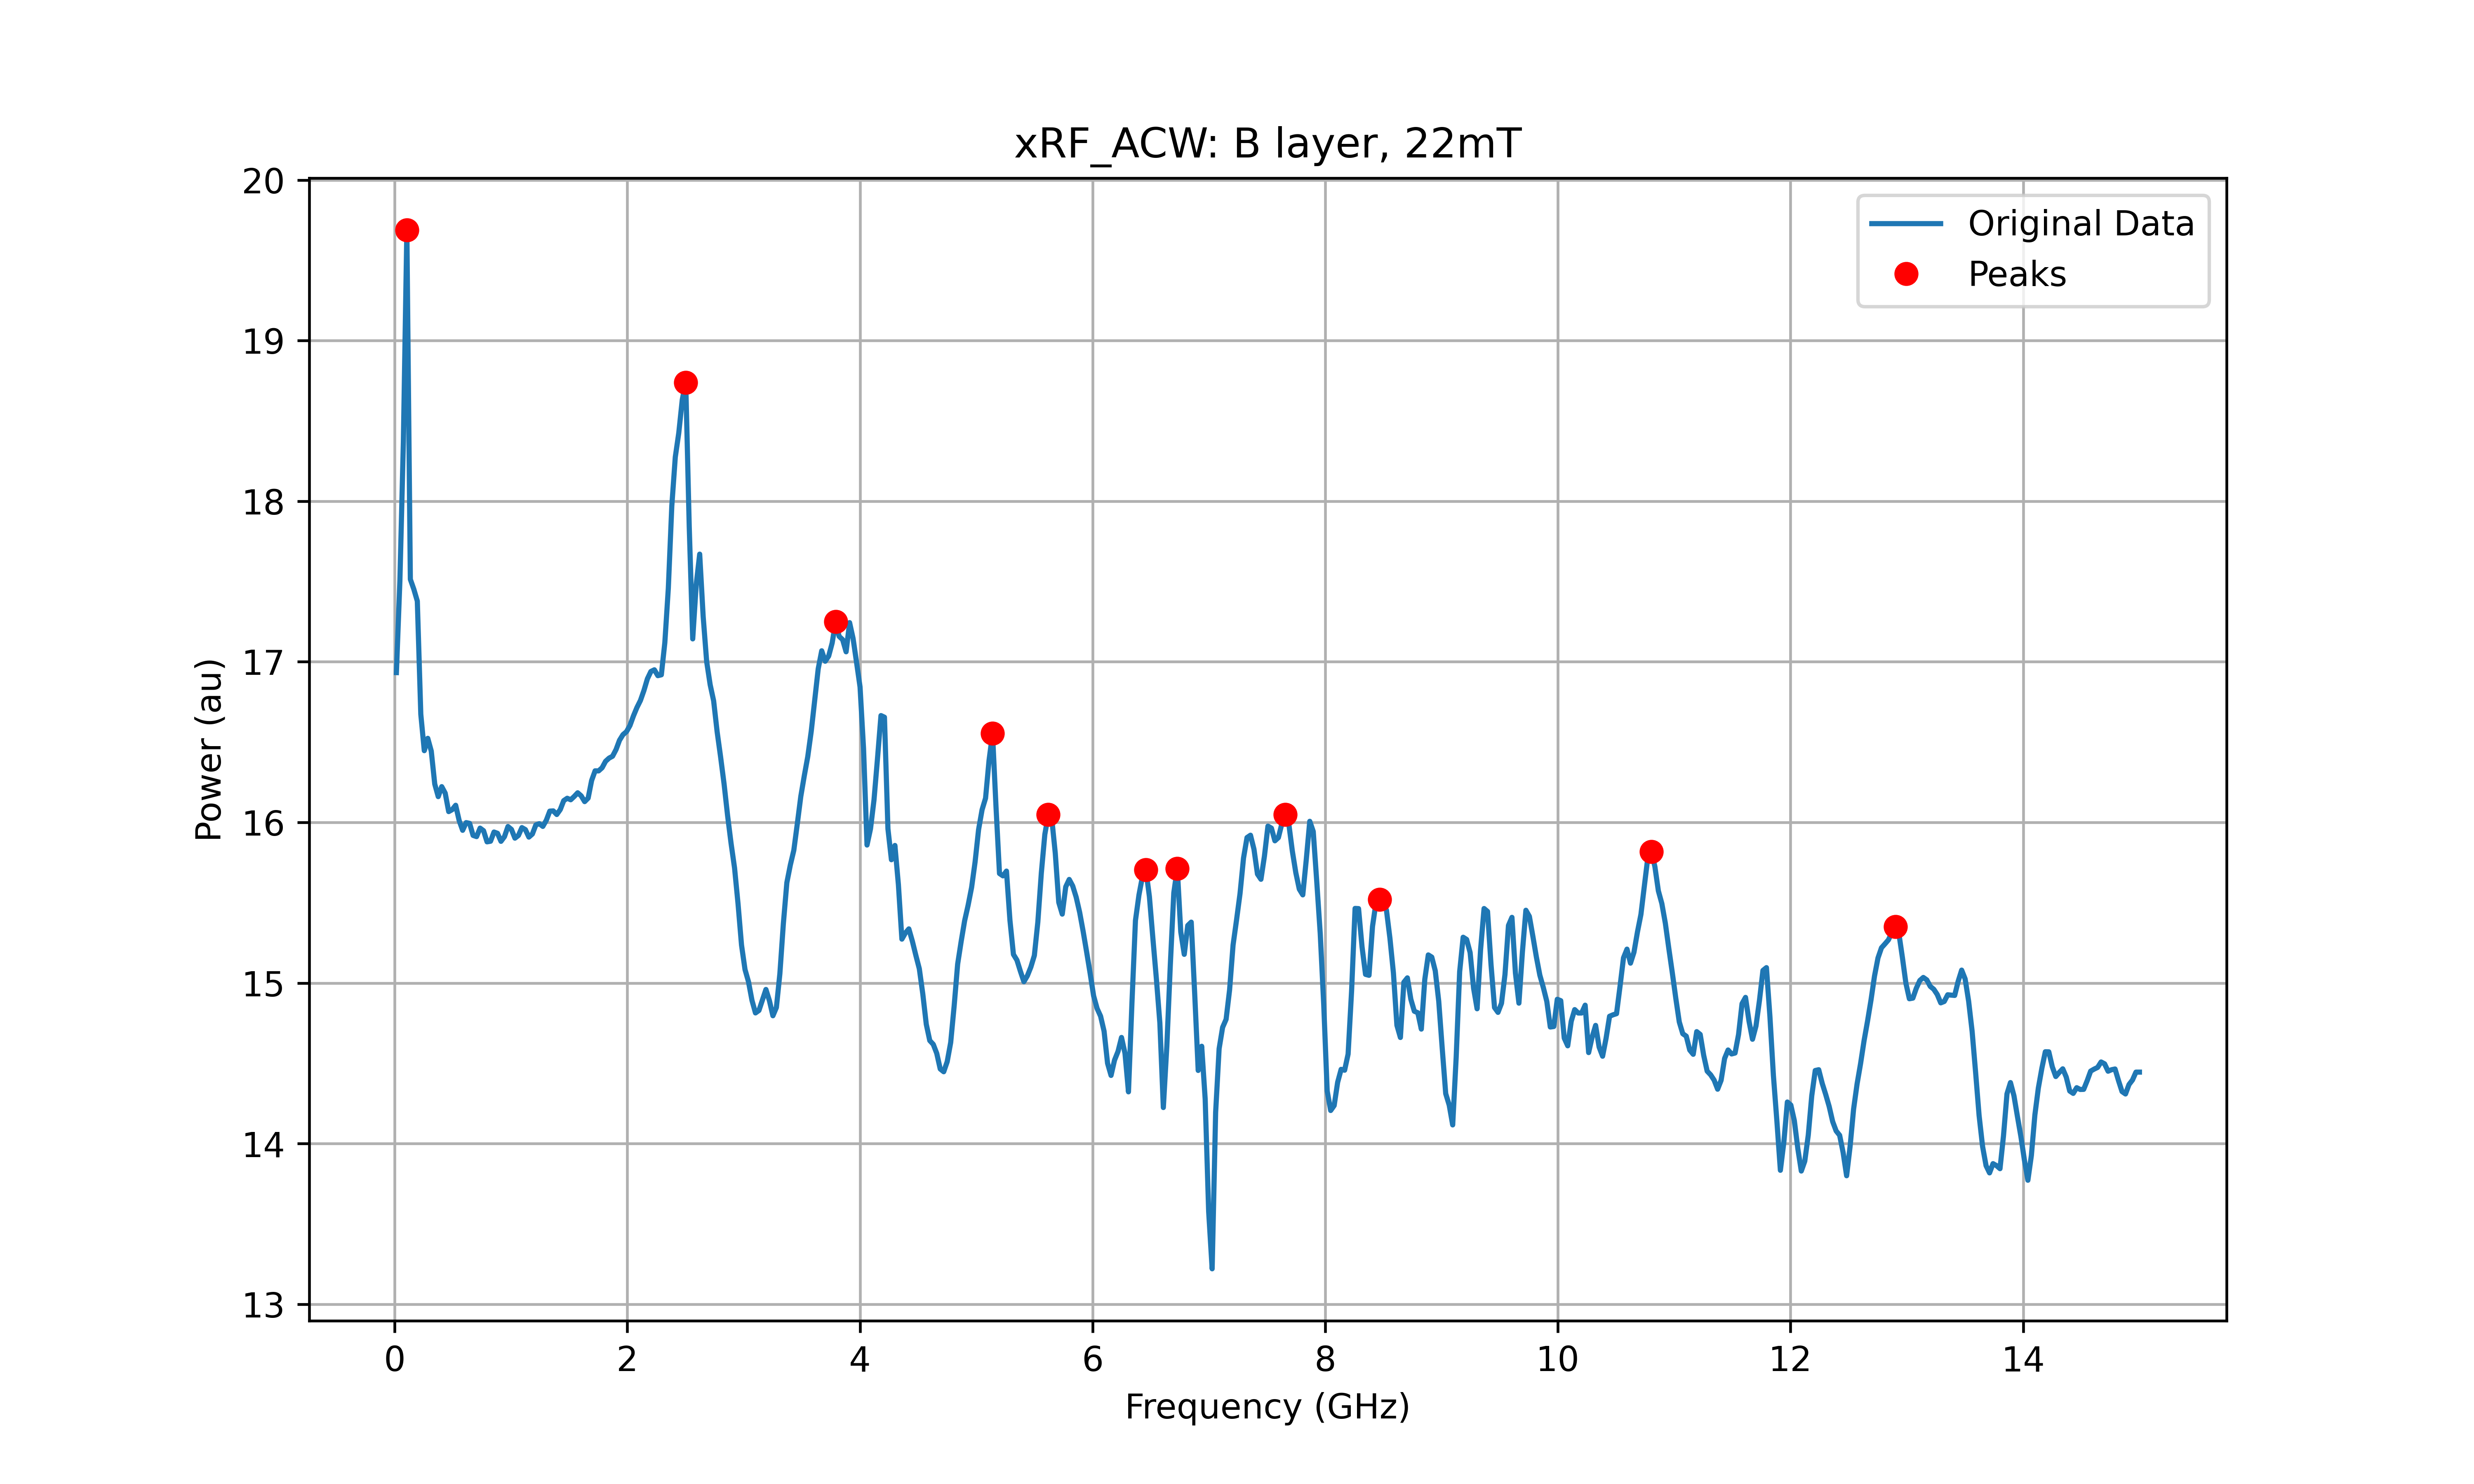 xRF_ACW: B layer, 22mT
Original Data
Peaks
20
19
18
17
16
15
14
13
Power (au)
0 2 4 6 8 10 12 14
Frequency (GHz)